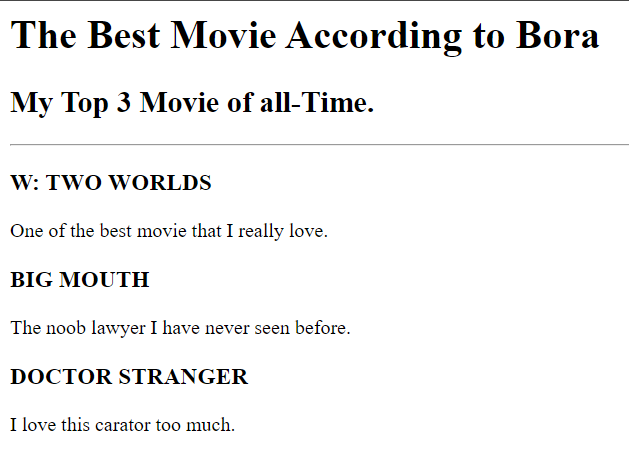 The Best Movie According to Bora
My Top 3 Movie of all-Time.
W: TWO WORLDS
One of the best movie that I really love.
BIG MOUTH
The noob lawyer I have never seen before.
DOCTOR STRANGER
I love this carator too much.